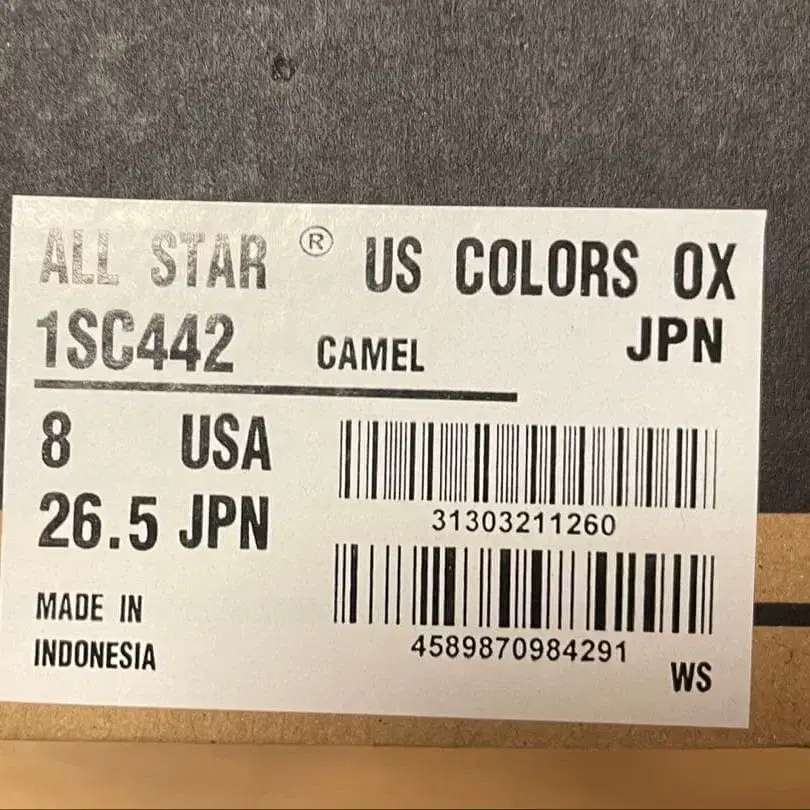 ALL STAR ® US COLORS OX
1SC442 CAMEL JPN
8 USA
26.5 JPN
31303211260
MADE IN
INDONESIA
4589870984291
WS